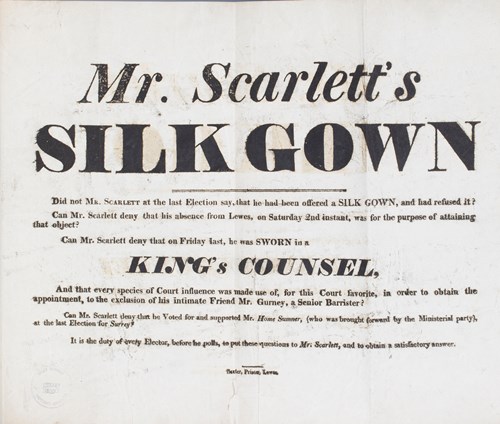 Mr. Scarlett's
SILK GOWN
Did not MR. SCARLETT at the last Election say, that he had been offered a SILK GOWN, and had refused it?
Can Mr. Scarlett deny that his absence from Lewes, on Saturday 2nd instant, was for the purpose of attaining
that object?
Can Mr. Scarlett deny that on Friday last, he was SWORN in a
KING's COUNSEL,
And that every species of Court influence was made use of, for this Court favorite, in order to obtain the
appointment, to the exclusion of his intimate Friend Mr. Gurney, a Senior Barrister?
Can Mr. Scarlett deny that he Voted for and supported Mr. Home Sumner, (who was brought forward by the Ministerial party),
at the last Election for Surrey?
It is the duty of every Elector, before he polls, to put these questions to Mr. Scarlett, and to obtain a satisfactory answer.
Baxter, Printer, Lewes.